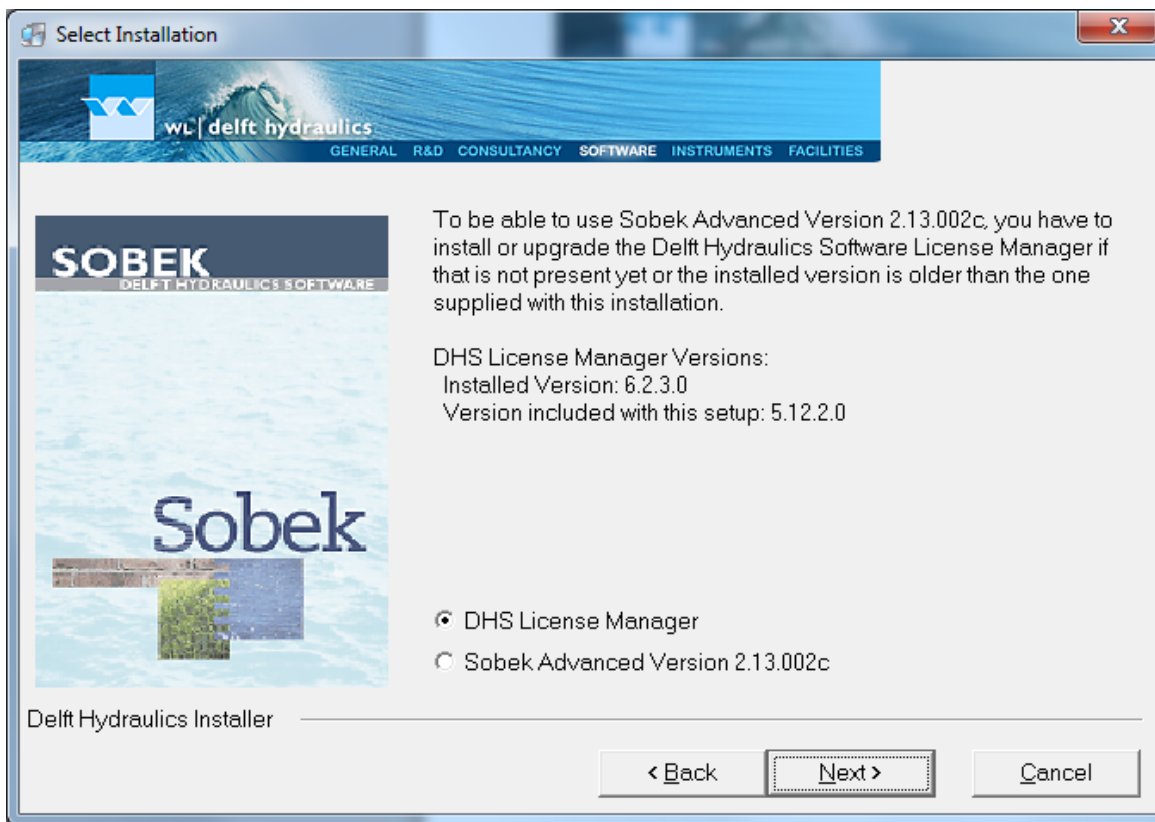 Select Installation
WL | delft hydraulics
GENERAL R&D CONSULTANCY SOFTWARE INSTRUMENTS FACILITIES
SOBEK
DELFT HYDRAULICS SOFTWARE
Sobek
To be able to use Sobek Advanced Version 2.13.002c, you have to
install or upgrade the Delft Hydraulics Software License Manager if
that is not present yet or the installed version is older than the one
supplied with this installation.
DHS License Manager Versions:
Installed Version: 6.2.3.0
Version included with this setup: 5.12.2.0
DHS License Manager
Sobek Advanced Version 2.13.002c
Delft Hydraulics Installer
< Back Next > Cancel